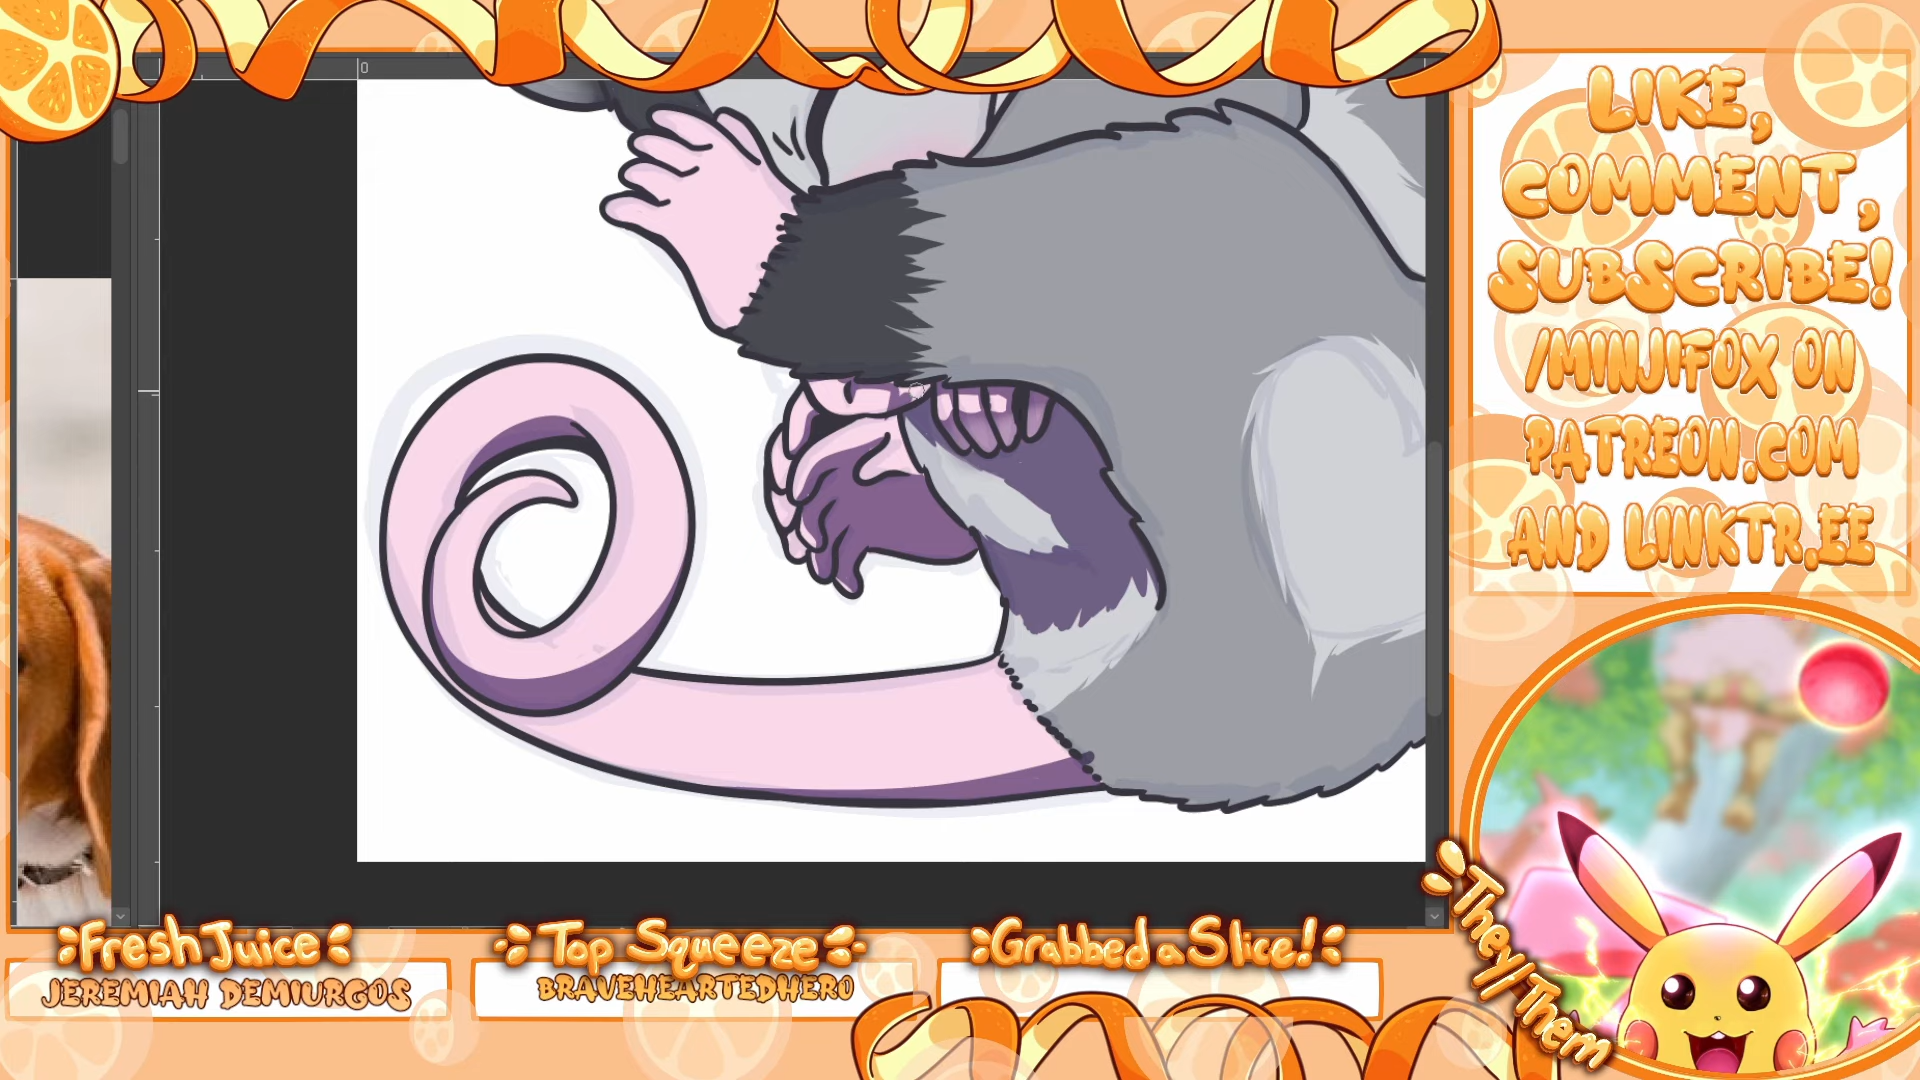 0
LIKE,
COMMENT,
SUBSCRIBE!
/MINJIFOX ON
PATREON.COM
AND LINKTR.EE
They/Them
Fresh Juice
JEREMIAH DEMIURGOS
Top Squeeze
BRAVEHEARTEDHERO
Grabbed a Slice!